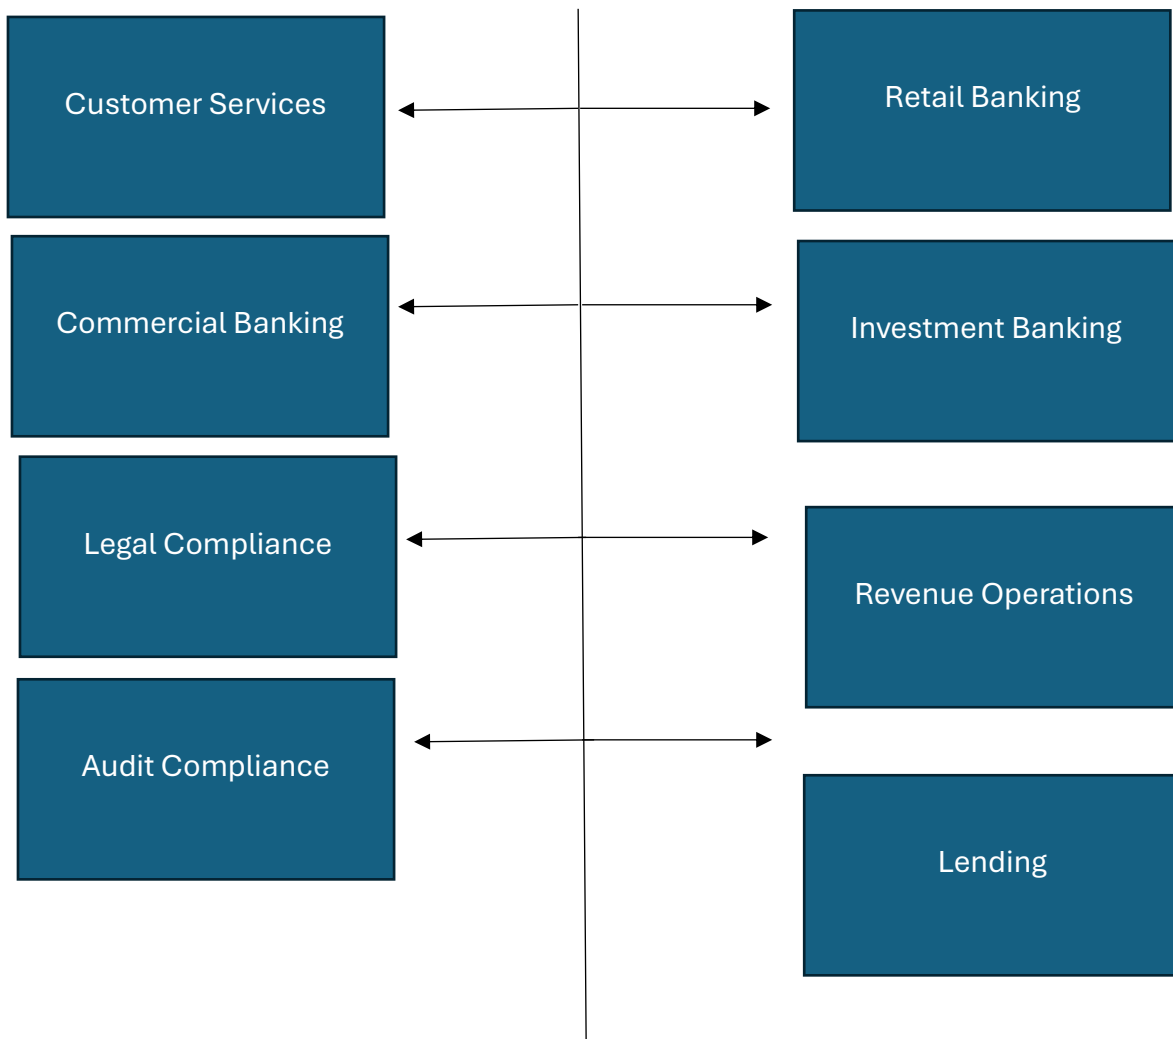 Customer Services
Retail Banking
Commercial Banking
Investment Banking
Legal Compliance
Revenue Operations
Audit Compliance
Lending